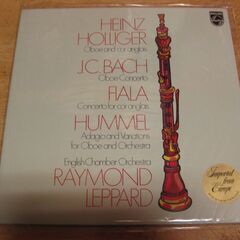 PHILIPS
HEINZ
HOLLIGER
Oboe and cor anglais
J.C. BACH
Oboe Concerto
FIALA
Concerto for cor anglais
HUMMEL
Adagio and Variations
for Oboe and Orchestra
English Chamber Orchestra
RAYMOND
LEPPARD
Imported
from
Europe